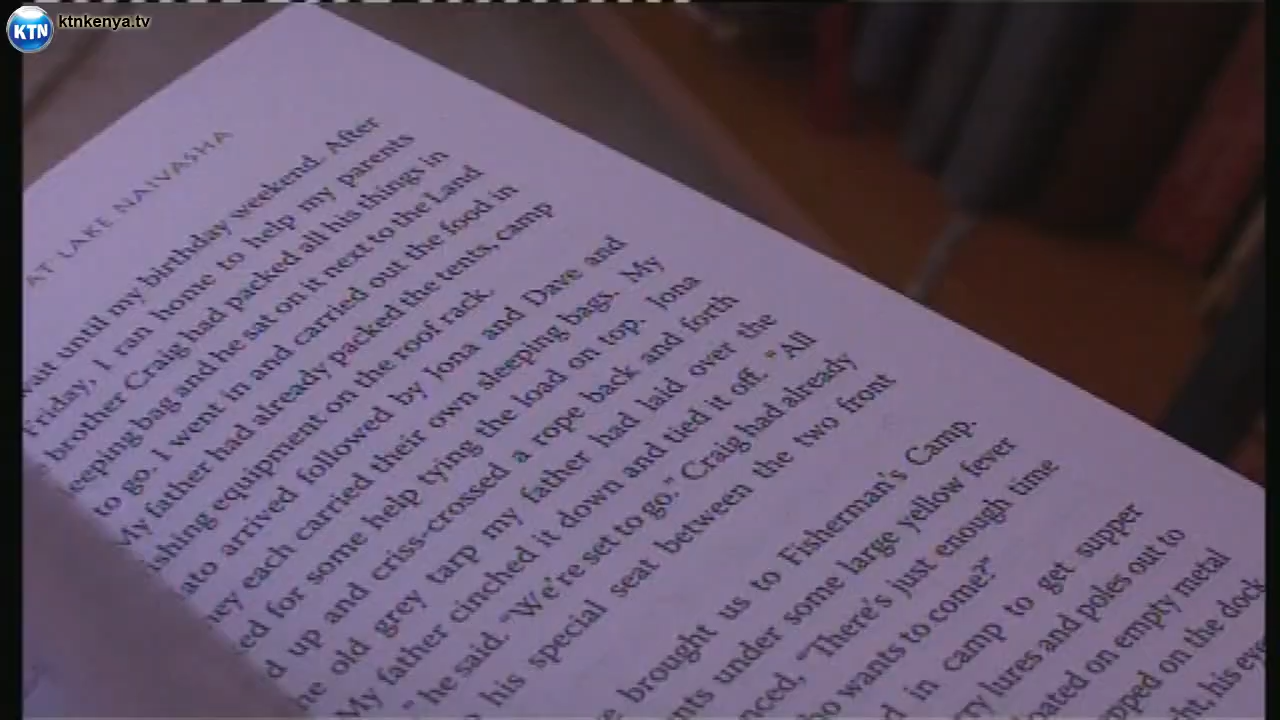 KTN ktnkenya.tv
AT LAKE NAIVASHA
until my birthday weekend. After
Friday, I ran home to help my parents
brother Craig had packed all his things in
eeping bag and he sat on it next to the Land
to go. I went in and carried out the food in
My father had already packed the tents, camp
shing equipment on the roof rack.
ato arrived followed by Jona and Dave and
hey each carried their own sleeping bags. My
ed for some help tying the load on top. Jona
d up and criss-crossed a rope back and forth
he old grey tarp my father had laid over the
My father cinched it down and tied it off. "All
" he said. "We're set to go." Craig had already
his special seat between the two front
e brought us to Fisherman's Camp.
nts under some large yellow fever
nced, "There's just enough time
ho wants to come?"
d in camp to get supper
ry lures and poles out to
oated on empty metal
pped on the dock
ht, his eye